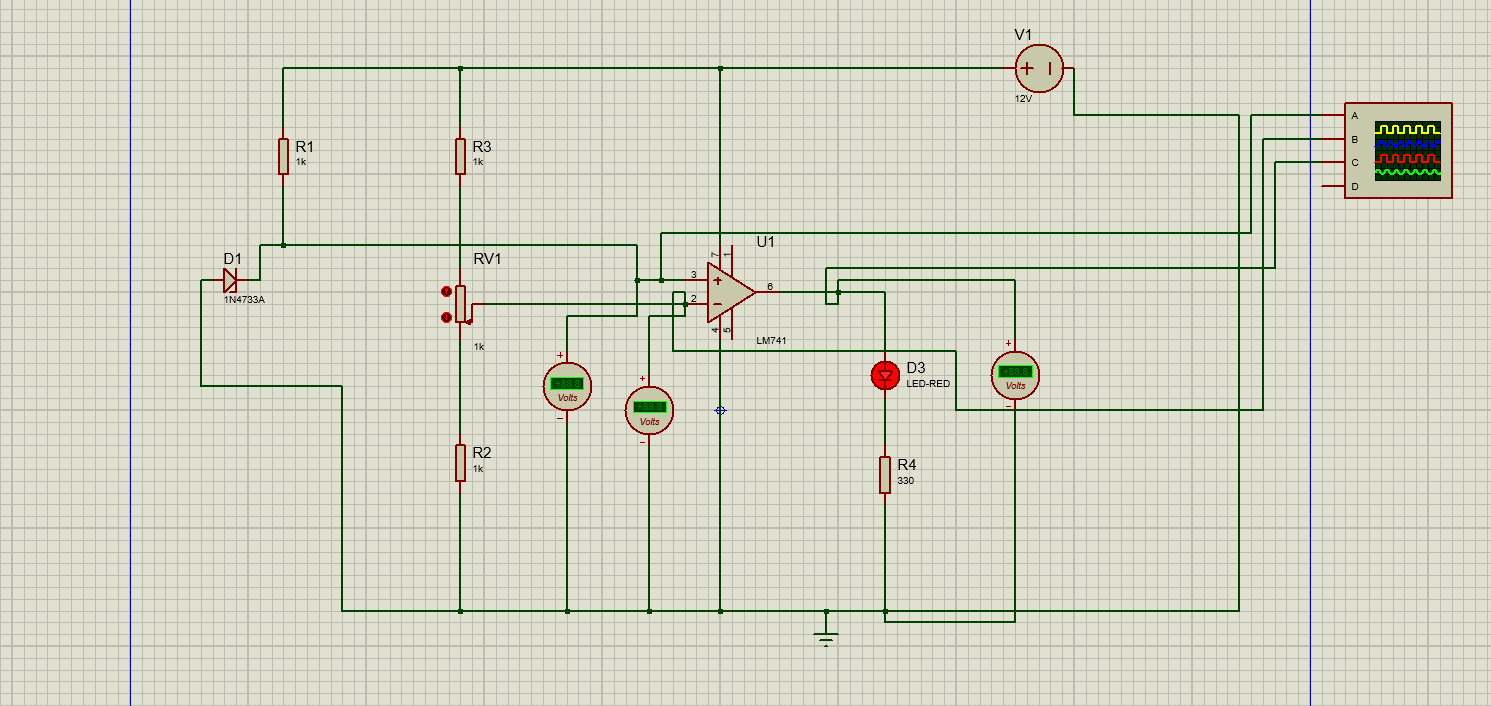 V1
12V
R1
1k
R3
1k
A
B
C
D
D1
1N4733A
RV1
1k
U1
7
1
3
2
6
4
5
LM741
+88.8
Volts
+88.8
Volts
D3
LED-RED
+88.8
Volts
R2
1k
R4
330